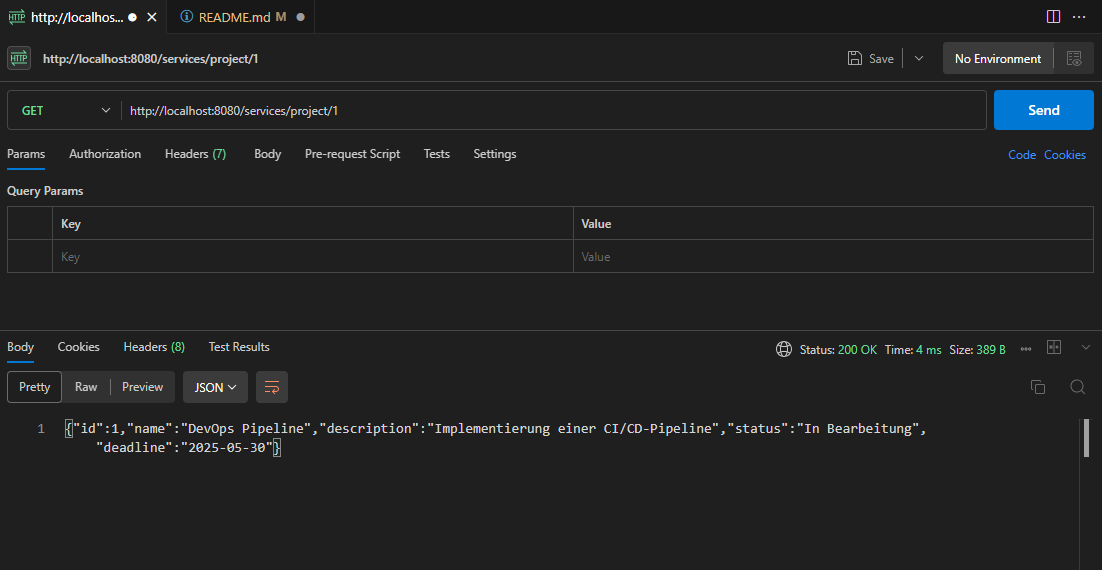 HTTP http://localhos... README.md M
HTTP http://localhost:8080/services/project/1 Save No Environment
GET http://localhost:8080/services/project/1 Send
Params Authorization Headers (7) Body Pre-request Script Tests Settings Code Cookies
Query Params
Key Value
Key Value
Body Cookies Headers (8) Test Results Status: 200 OK Time: 4 ms Size: 389 B
Pretty Raw Preview JSON
1 {"id":1,"name":"DevOps Pipeline","description":"Implementierung einer CI/CD-Pipeline","status":"In Bearbeitung",
"deadline":"2025-05-30"}